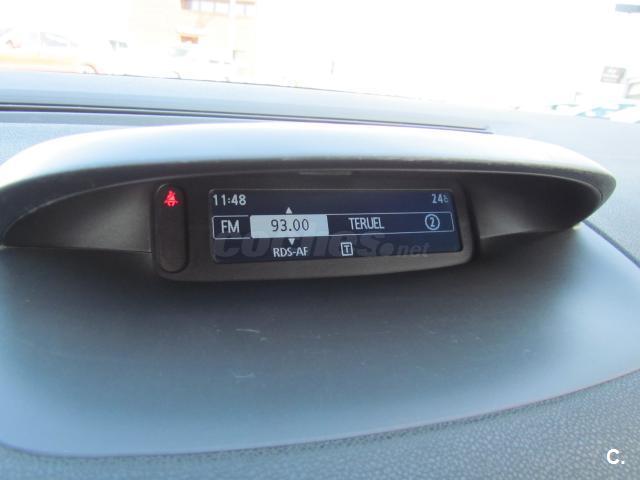 11:48 24°
FM 93.00 TERUEL 2
RDS-AF T
coches.net
C.